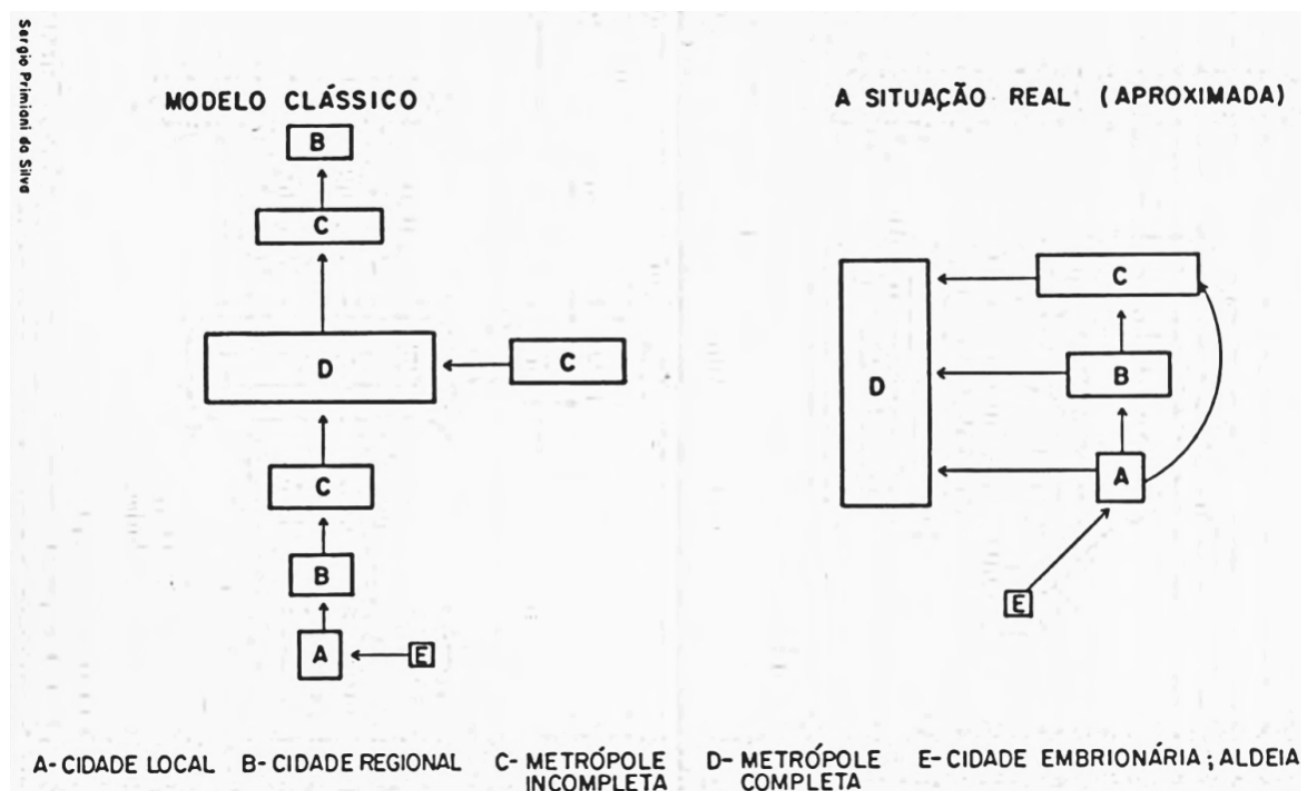 Sergio Primioni da Silva
MODELO CLÁSSICO
B
C
D
C
C
B
A
E
A SITUAÇÃO REAL (APROXIMADA)
C
B
D
A
E
A- CIDADE LOCAL B- CIDADE REGIONAL C- METRÓPOLE INCOMPLETA D- METRÓPOLE COMPLETA E- CIDADE EMBRIONÁRIA; ALDEIA